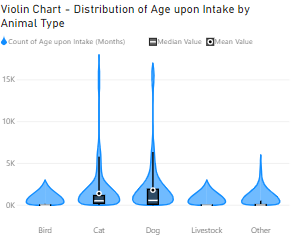 Violin Chart - Distribution of Age upon Intake by
Animal Type
Count of Age upon Intake (Months) Median Value Mean Value
15K
10K
5K
0K
Bird Cat Dog Livestock Other